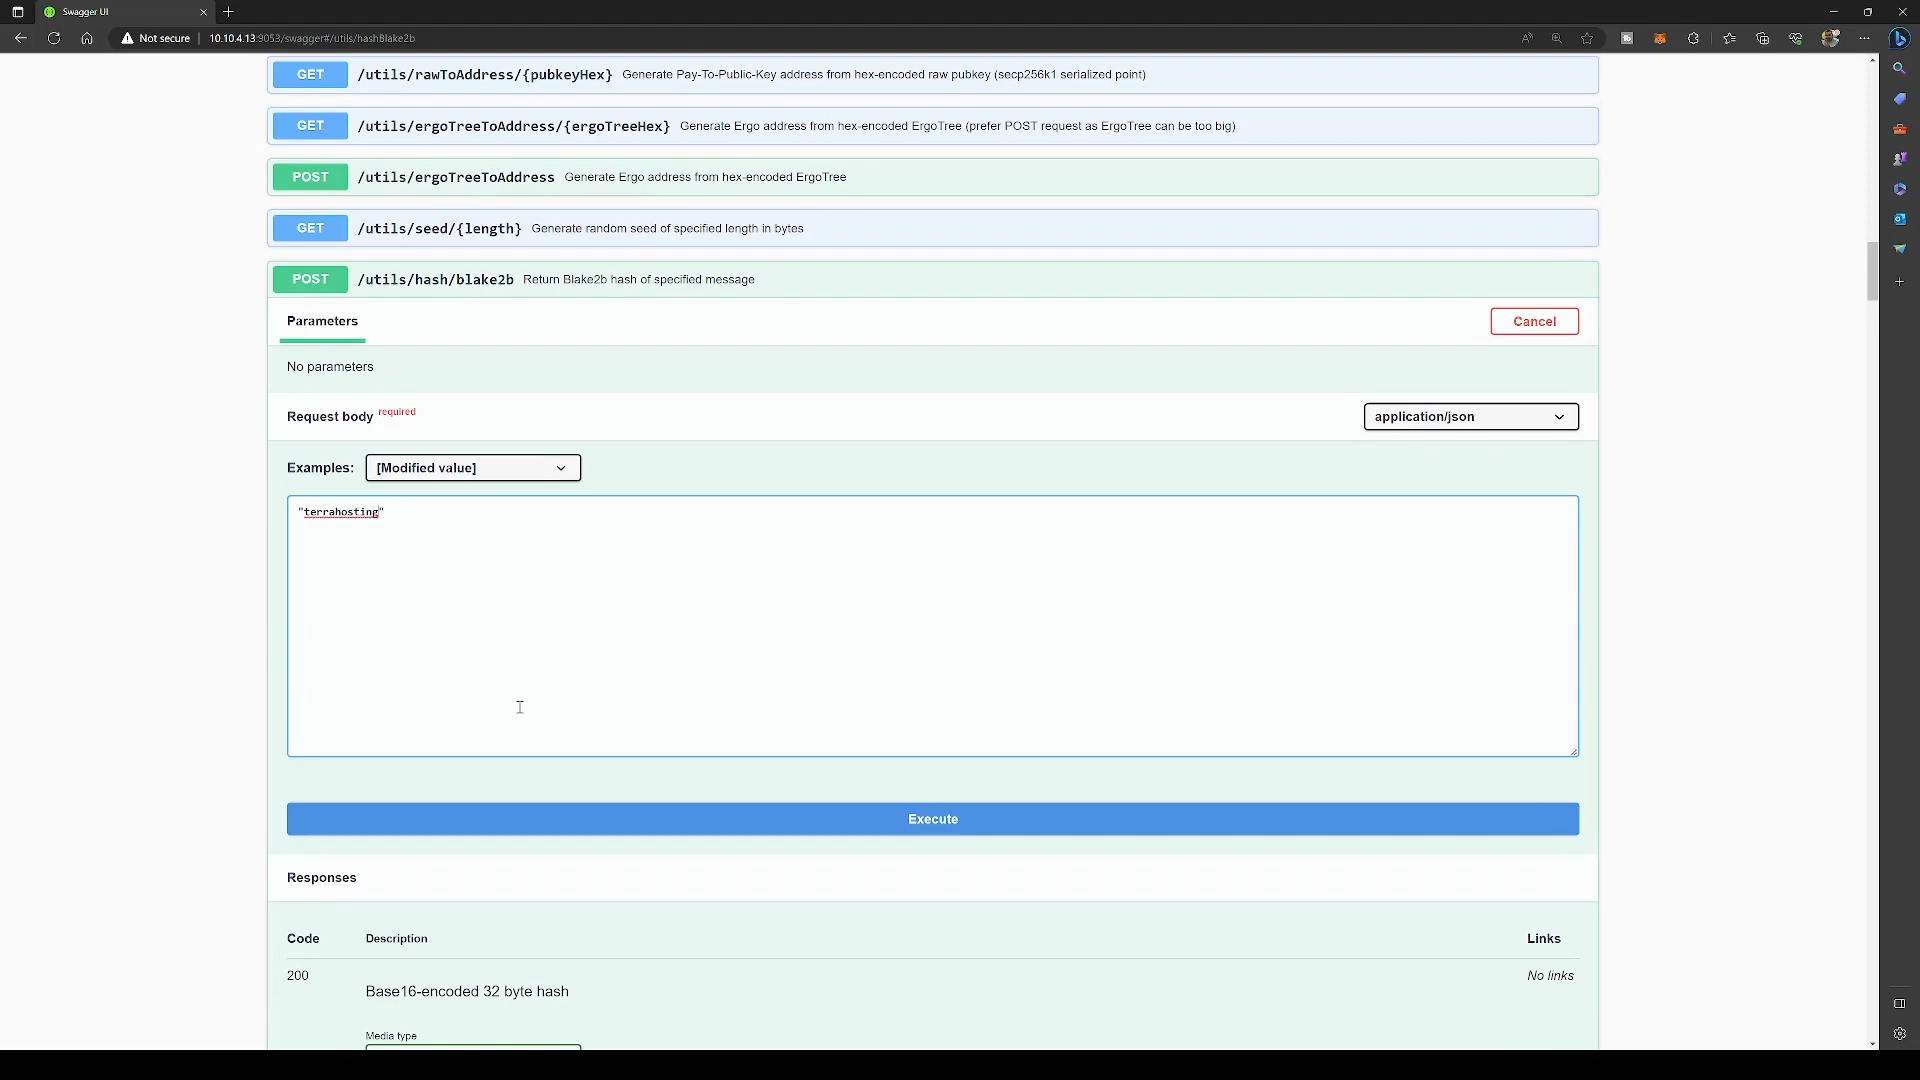 Swagger UI
Not secure
10.10.4.13:9053/swagger#/utils/hashBlake2b
GET /utils/rawToAddress/{pubkeyHex} Generate Pay-To-Public-Key address from hex-encoded raw pubkey (secp256k1 serialized point)
GET /utils/ergoTreeToAddress/{ergoTreeHex} Generate Ergo address from hex-encoded ErgoTree (prefer POST request as ErgoTree can be too big)
POST /utils/ergoTreeToAddress Generate Ergo address from hex-encoded ErgoTree
GET /utils/seed/{length} Generate random seed of specified length in bytes
POST /utils/hash/blake2b Return Blake2b hash of specified message
Parameters
Cancel
No parameters
Request body required
application/json
Examples: [Modified value]
"terrahosting"
Execute
Responses
Code Description Links
200
No links
Base16-encoded 32 byte hash
Media type